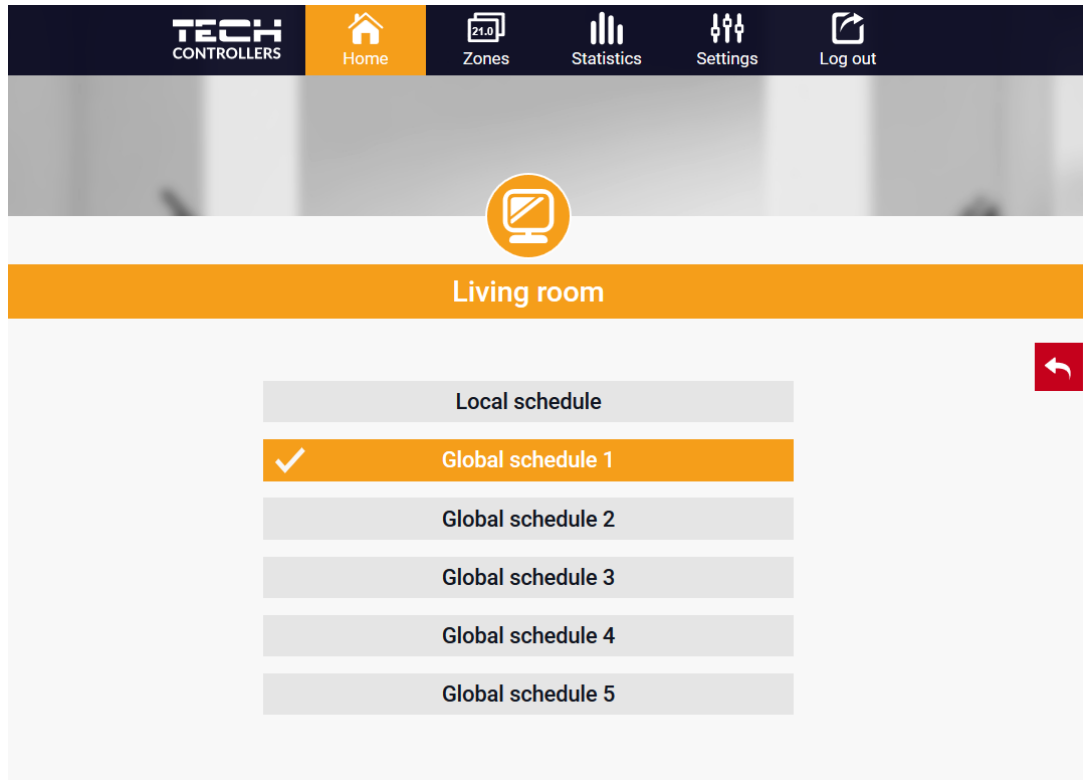 TECH
CONTROLLERS
Home
21.0
Zones
Statistics
Settings
Log out
Living room
Local schedule
Global schedule 1
Global schedule 2
Global schedule 3
Global schedule 4
Global schedule 5